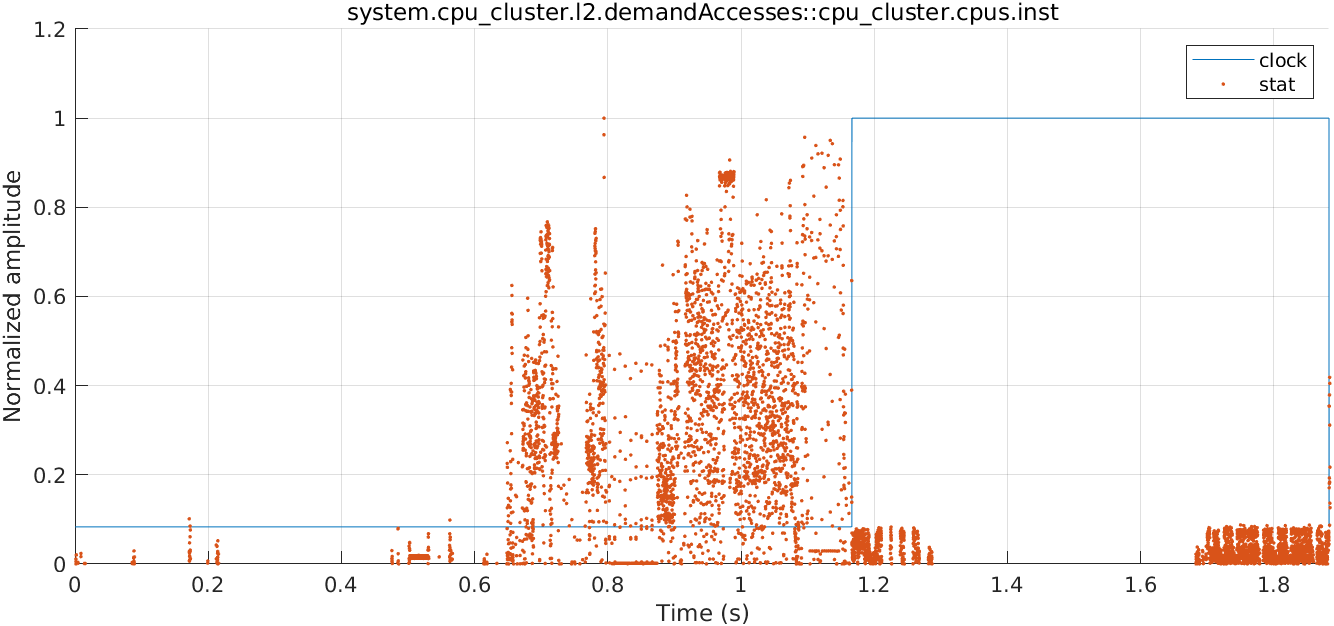 system.cpu_cluster.l2.demandAccesses::cpu_cluster.cpus.inst
1.2
1
0.8
0.6
0.4
0.2
0
Normalized amplitude
clock
stat
0 0.2 0.4 0.6 0.8 1 1.2 1.4 1.6 1.8
Time (s)